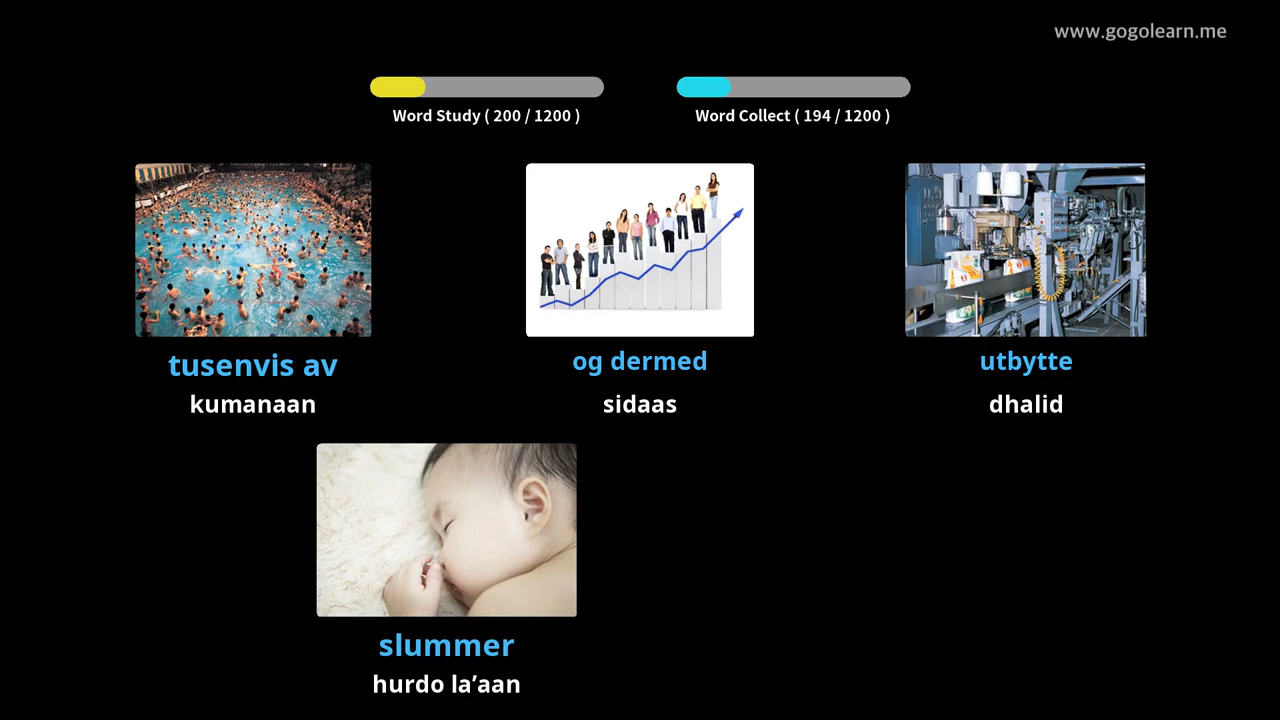 www.gogolearn.me
Word Study ( 200 / 1200 )
Word Collect ( 194 / 1200 )
tusenvis av
kumanaan
og dermed
sidaas
utbytte
dhalid
slummer
hurdo la’aan